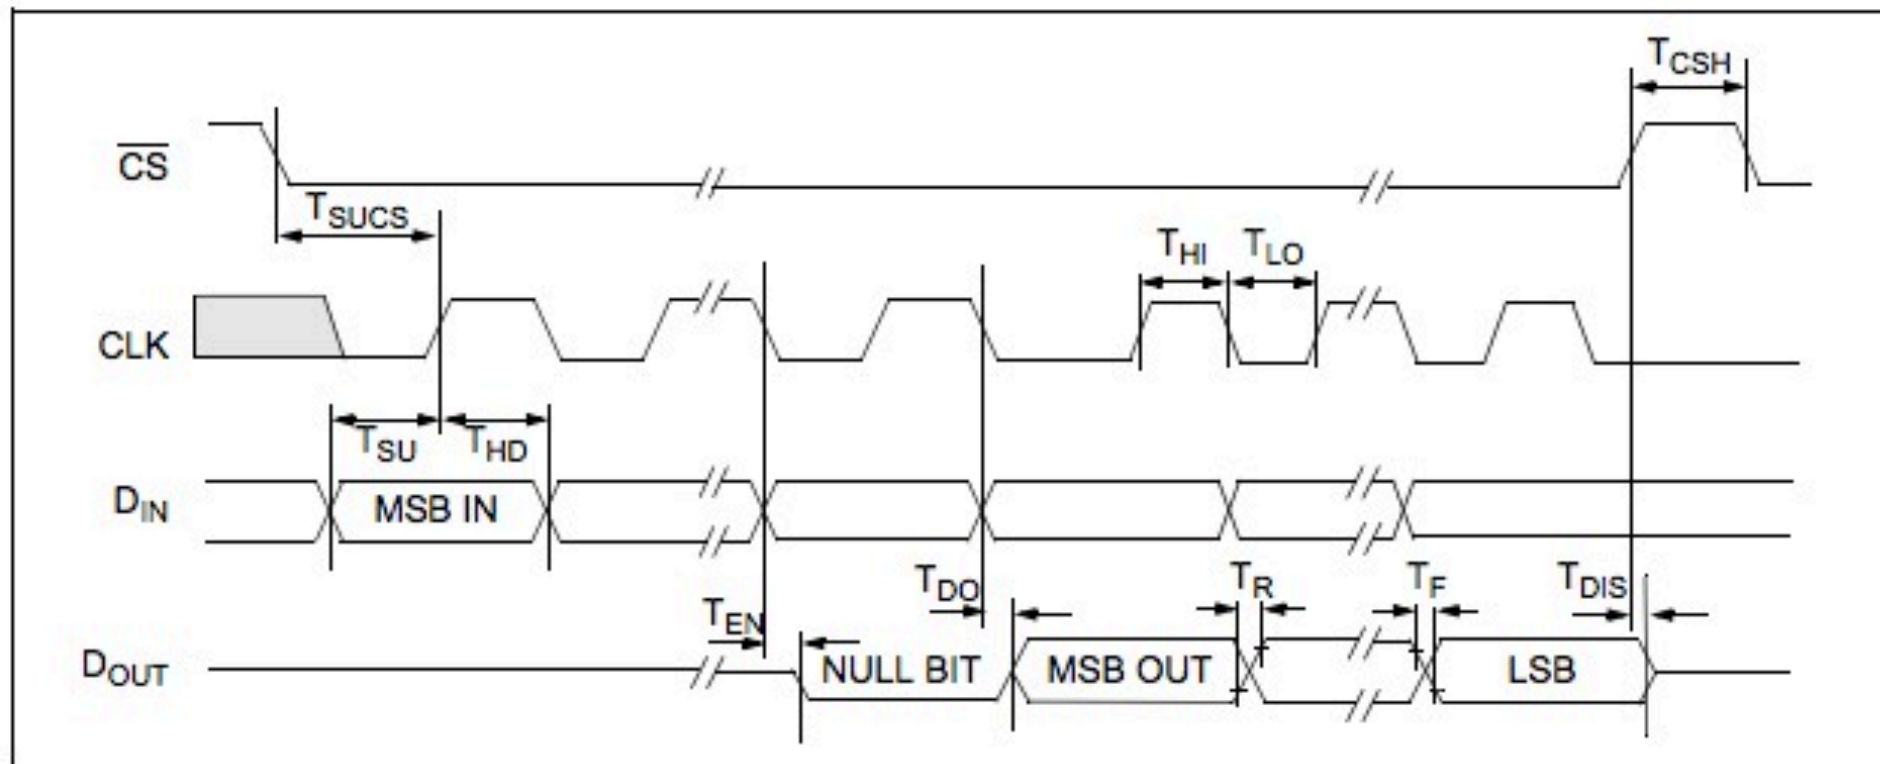 TCSH
CS
TSUCS
THI TLO
CLK
TSU THD
DIN MSB IN
TEN TDO TR TF TDIS
DOUT NULL BIT MSB OUT LSB